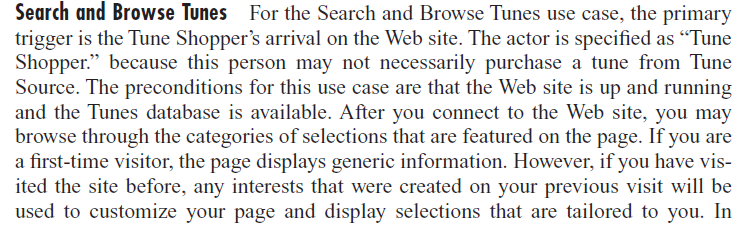 Search and Browse Tunes For the Search and Browse Tunes use case, the primary
trigger is the Tune Shopper’s arrival on the Web site. The actor is specified as “Tune
Shopper.” because this person may not necessarily purchase a tune from Tune
Source. The preconditions for this use case are that the Web site is up and running
and the Tunes database is available. After you connect to the Web site, you may
browse through the categories of selections that are featured on the page. If you are
a first-time visitor, the page displays generic information. However, if you have vis-
ited the site before, any interests that were created on your previous visit will be
used to customize your page and display selections that are tailored to you. In